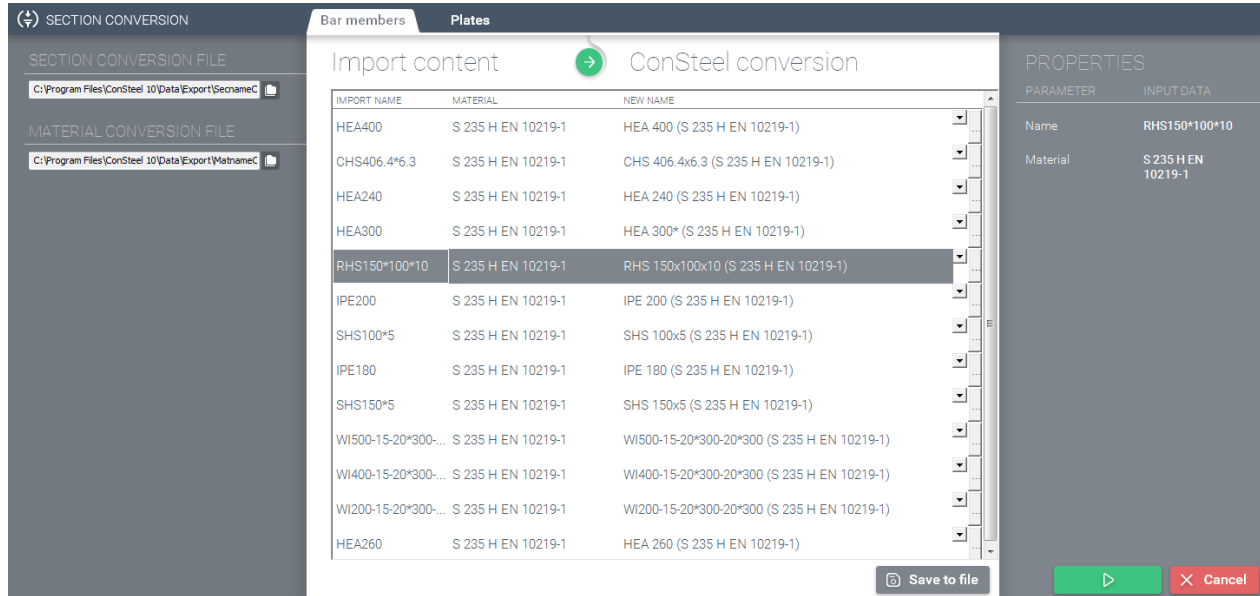 SECTION CONVERSION
Bar members
Plates
SECTION CONVERSION FILE
C:\Program Files\ConSteel 10\Data\Export\SecnameC
MATERIAL CONVERSION FILE
C:\Program Files\ConSteel 10\Data\Export\MatnameC
Import content
ConSteel conversion
IMPORT NAME MATERIAL NEW NAME
HEA400 S 235 H EN 10219-1 HEA 400 (S 235 H EN 10219-1)
CHS406.4*6.3 S 235 H EN 10219-1 CHS 406.4x6.3 (S 235 H EN 10219-1)
HEA240 S 235 H EN 10219-1 HEA 240 (S 235 H EN 10219-1)
HEA300 S 235 H EN 10219-1 HEA 300* (S 235 H EN 10219-1)
RHS150*100*10 S 235 H EN 10219-1 RHS 150x100x10 (S 235 H EN 10219-1)
IPE200 S 235 H EN 10219-1 IPE 200 (S 235 H EN 10219-1)
SHS100*5 S 235 H EN 10219-1 SHS 100x5 (S 235 H EN 10219-1)
IPE180 S 235 H EN 10219-1 IPE 180 (S 235 H EN 10219-1)
SHS150*5 S 235 H EN 10219-1 SHS 150x5 (S 235 H EN 10219-1)
WI500-15-20*300-... S 235 H EN 10219-1 WI500-15-20*300-20*300 (S 235 H EN 10219-1)
WI400-15-20*300-... S 235 H EN 10219-1 WI400-15-20*300-20*300 (S 235 H EN 10219-1)
WI200-15-20*300-... S 235 H EN 10219-1 WI200-15-20*300-20*300 (S 235 H EN 10219-1)
HEA260 S 235 H EN 10219-1 HEA 260 (S 235 H EN 10219-1)
Save to file
PROPERTIES
PARAMETER INPUT DATA
Name RHS150*100*10
Material S 235 H EN
10219-1
Cancel